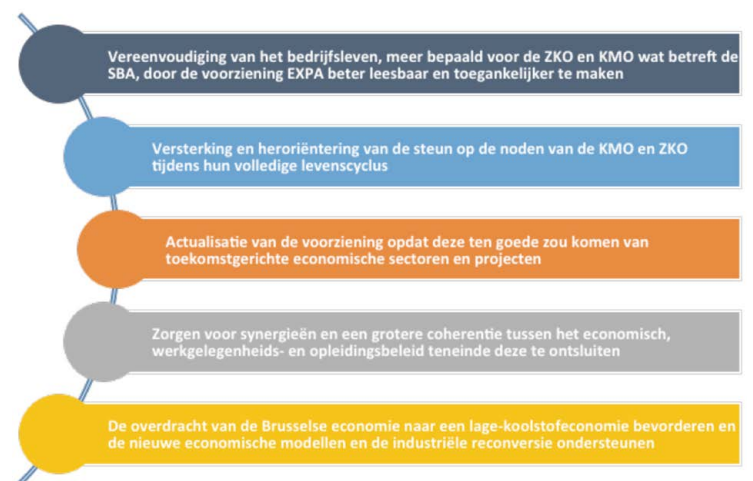 Vereenvoudiging van het bedrijfsleven, meer bepaald voor de ZKO en KMO wat betreft de
SBA, door de voorziening EXPA beter leesbaar en toegankelijker te maken
Versterking en heroriëntering van de steun op de noden van de KMO en ZKO
tijdens hun volledige levenscyclus
Actualisatie van de voorziening opdat deze ten goede zou komen van
toekomstgerichte economische sectoren en projecten
Zorgen voor synergieën en een grotere coherentie tussen het economisch,
werkgelegenheids- en opleidingsbeleid teneinde deze te ontsluiten
De overdracht van de Brusselse economie naar een lage-koolstofeconomie bevorderen en
de nieuwe economische modellen en de industriële reconversie ondersteunen